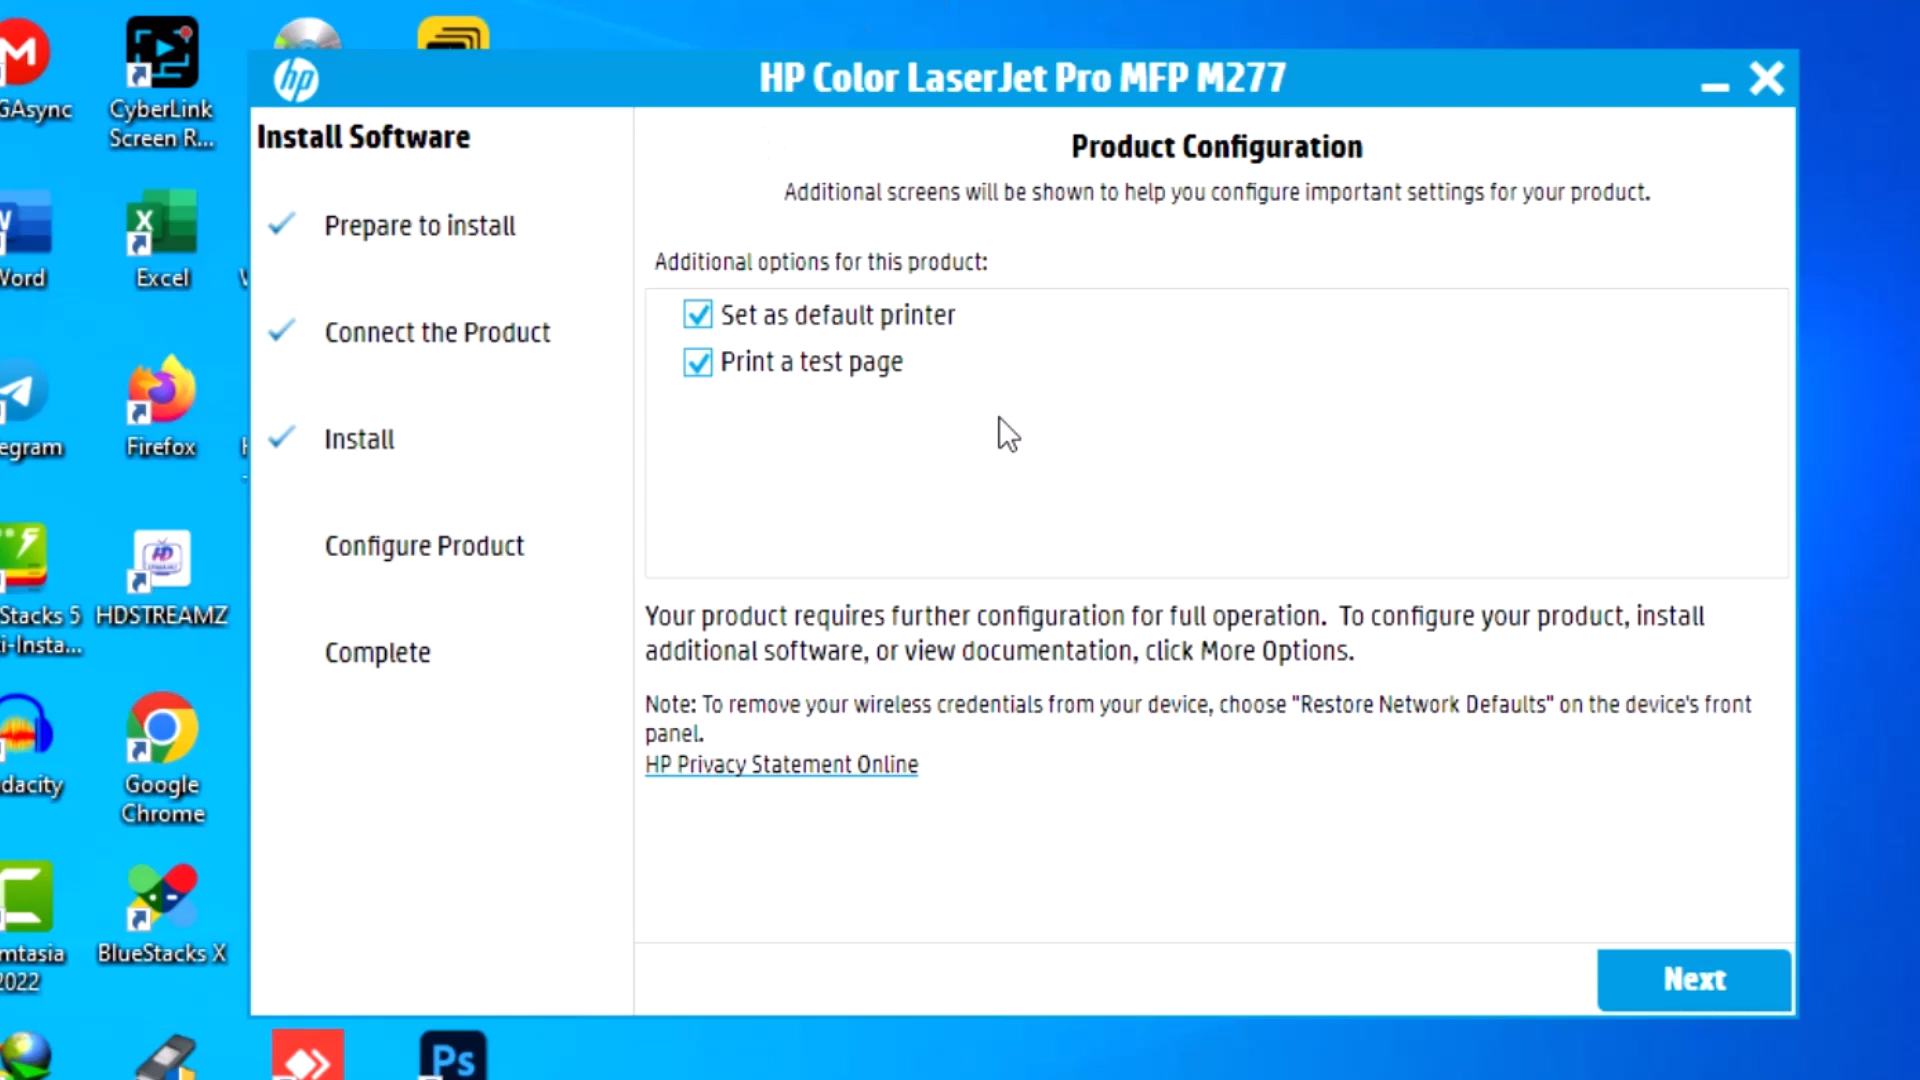 HP Color LaserJet Pro MFP M277
hp
Install Software
Prepare to install
Connect the Product
Install
Configure Product
Complete
Product Configuration
Additional screens will be shown to help you configure important settings for your product.
Additional options for this product:
Set as default printer
Print a test page
Your product requires further configuration for full operation. To configure your product, install
additional software, or view documentation, click More Options.
Note: To remove your wireless credentials from your device, choose "Restore Network Defaults" on the device's front
panel.
HP Privacy Statement Online
Next
GAsync
CyberLink
Screen R...
Word
Excel
egram
Firefox
Stacks 5
i-Insta...
HD
HDSTREAMZ
dacity
Google
Chrome
mtasia
2022
BlueStacks X
Ps